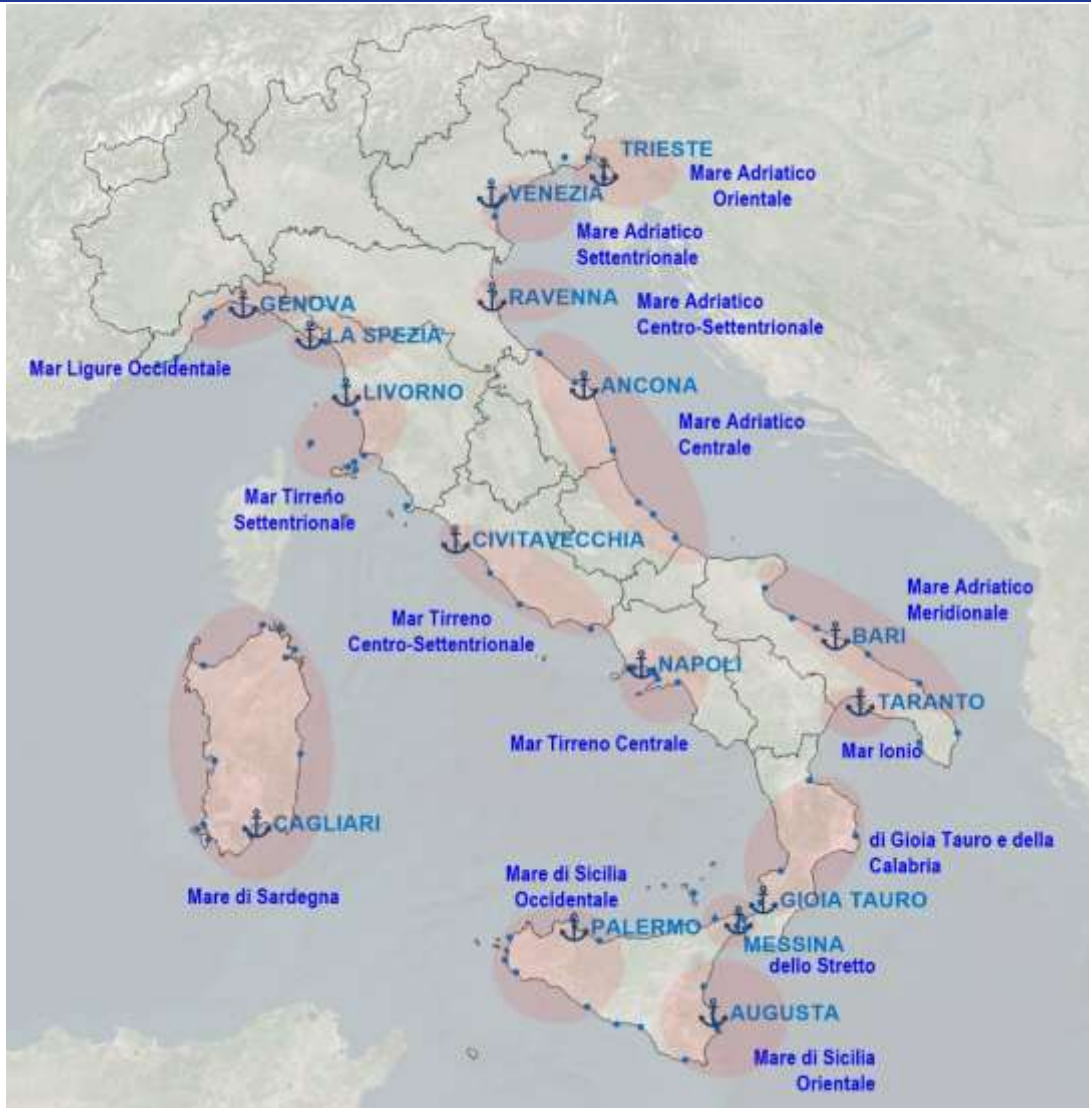 TRIESTE
Mare Adriatico
Orientale
VENEZIA
Mare Adriatico
Settentrionale
GENOVA
RAVENNA
Mare Adriatico
Centro-Settentrionale
LA SPEZIA
Mar Ligure Occidentale
LIVORNO
ANCONA
Mare Adriatico
Centrale
Mar Tirreno
Settentrionale
CIVITAVECCHIA
Mar Tirreno
Centro-Settentrionale
Mare Adriatico
Meridionale
BARI
NAPOLI
TARANTO
Mar Tirreno Centrale
Mar Ionio
CAGLIARI
di Gioia Tauro e della
Calabria
Mare di Sardegna
Mare di Sicilia
Occidentale
GIOIA TAURO
PALERMO
MESSINA
dello Stretto
AUGUSTA
Mare di Sicilia
Orientale